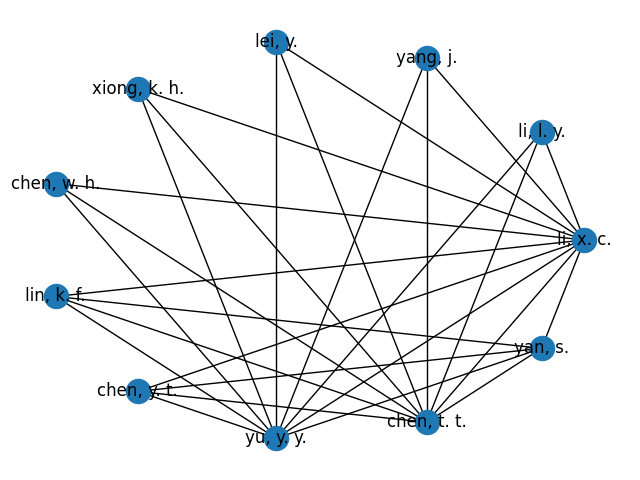 lei, y.
yang, j.
xiong, k. h.
li, l. y.
chen, w. h.
li, x. c.
lin, k. f.
yan, s.
chen, y. t.
chen, t. t.
yu, y. y.